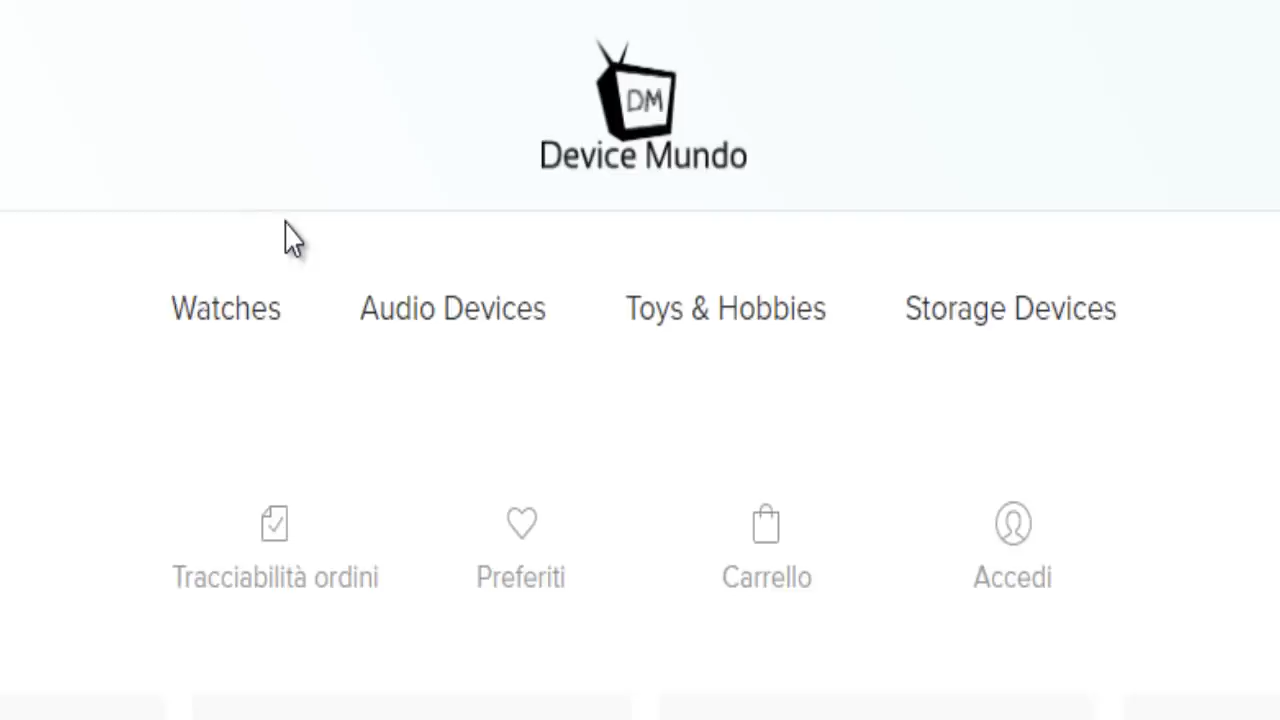 DM
Device Mundo
Watches Audio Devices Toys & Hobbies Storage Devices
Tracciabilità ordini Preferiti Carrello Accedi